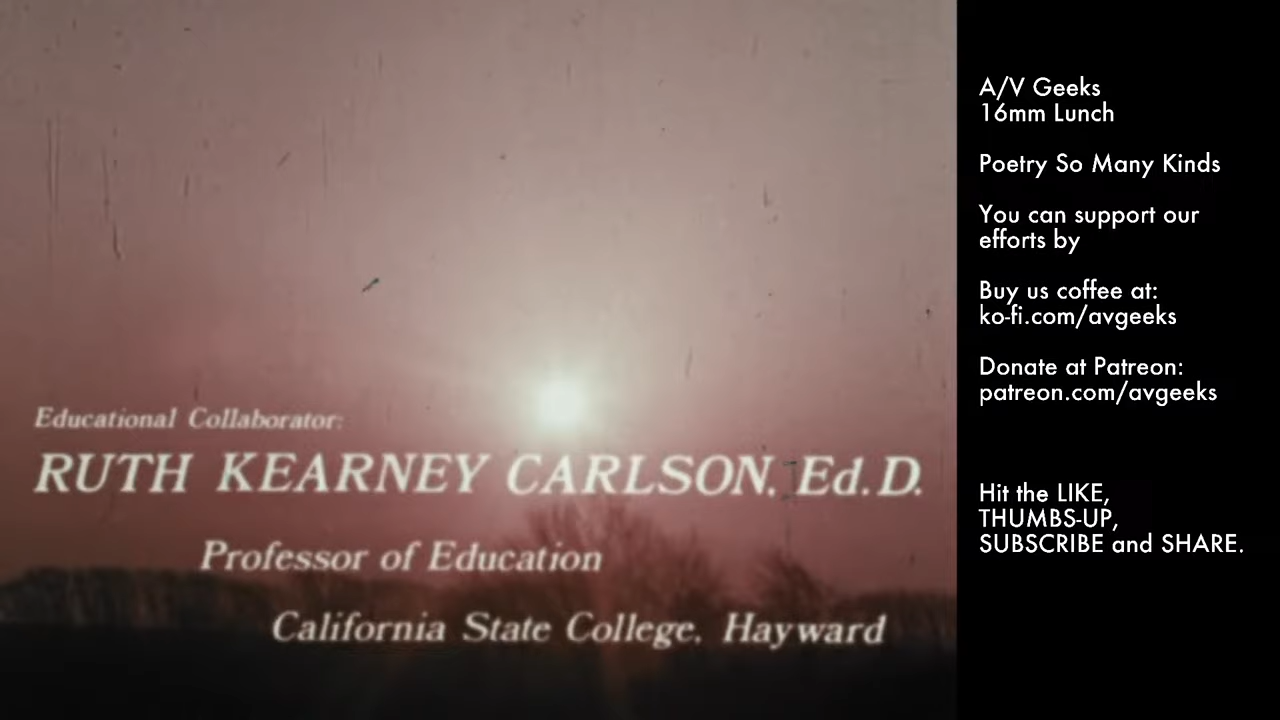 Educational Collaborator:
RUTH KEARNEY CARLSON, Ed.D.
Professor of Education
California State College, Hayward
A/V Geeks
16mm Lunch
Poetry So Many Kinds
You can support our
efforts by
Buy us coffee at:
ko-fi.com/avgeeks
Donate at Patreon:
patreon.com/avgeeks
Hit the LIKE,
THUMBS-UP,
SUBSCRIBE and SHARE.